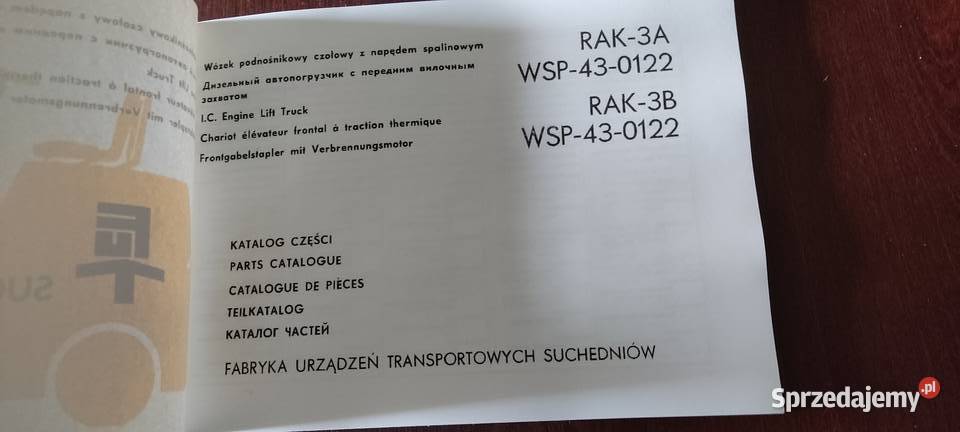 Wózek podnośnikowy czołowy z napędem spalinowym
Дизельный автопогрузчик с передним вилочным
захватом
I.C. Engine Lift Truck
Chariot élévateur frontal à traction thermique
Frontgabelstapler mit Verbrennungsmotor
RAK-3A
WSP-43-0122
RAK-3B
WSP-43-0122
KATALOG CZĘŚCI
PARTS CATALOGUE
CATALOGUE DE PIÈCES
TEILKATALOG
КАТАЛОГ ЧАСТЕЙ
FABRYKA URZĄDZEŃ TRANSPORTOWYCH SUCHEDNIÓW
Sprzedajemy.pl